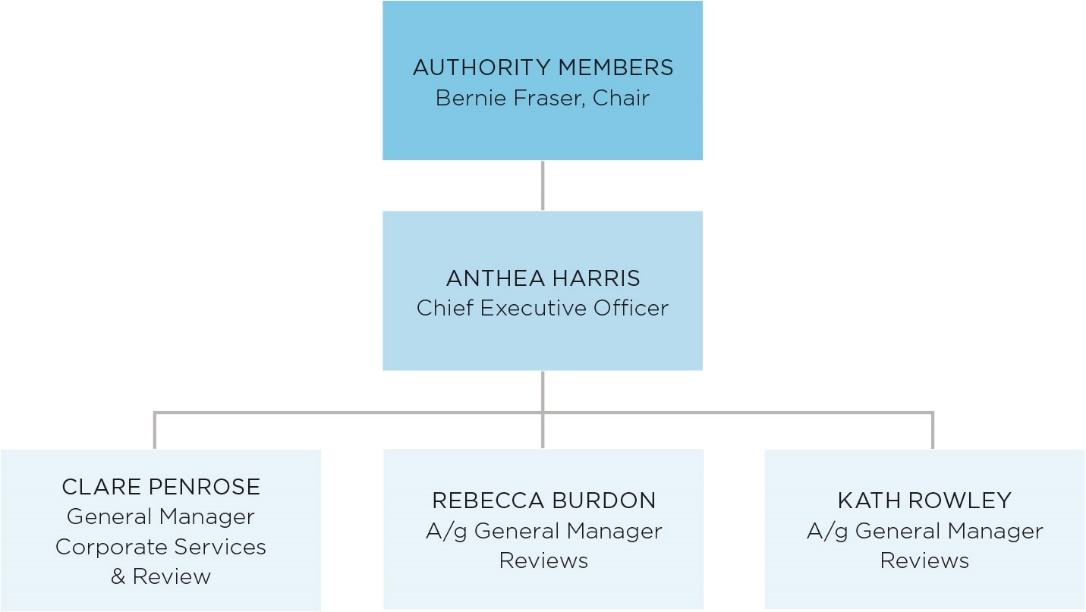 AUTHORITY MEMBERS
Bernie Fraser, Chair
ANTHEA HARRIS
Chief Executive Officer
CLARE PENROSE
General Manager
Corporate Services
& Review
REBECCA BURDON
A/g General Manager
Reviews
KATH ROWLEY
A/g General Manager
Reviews